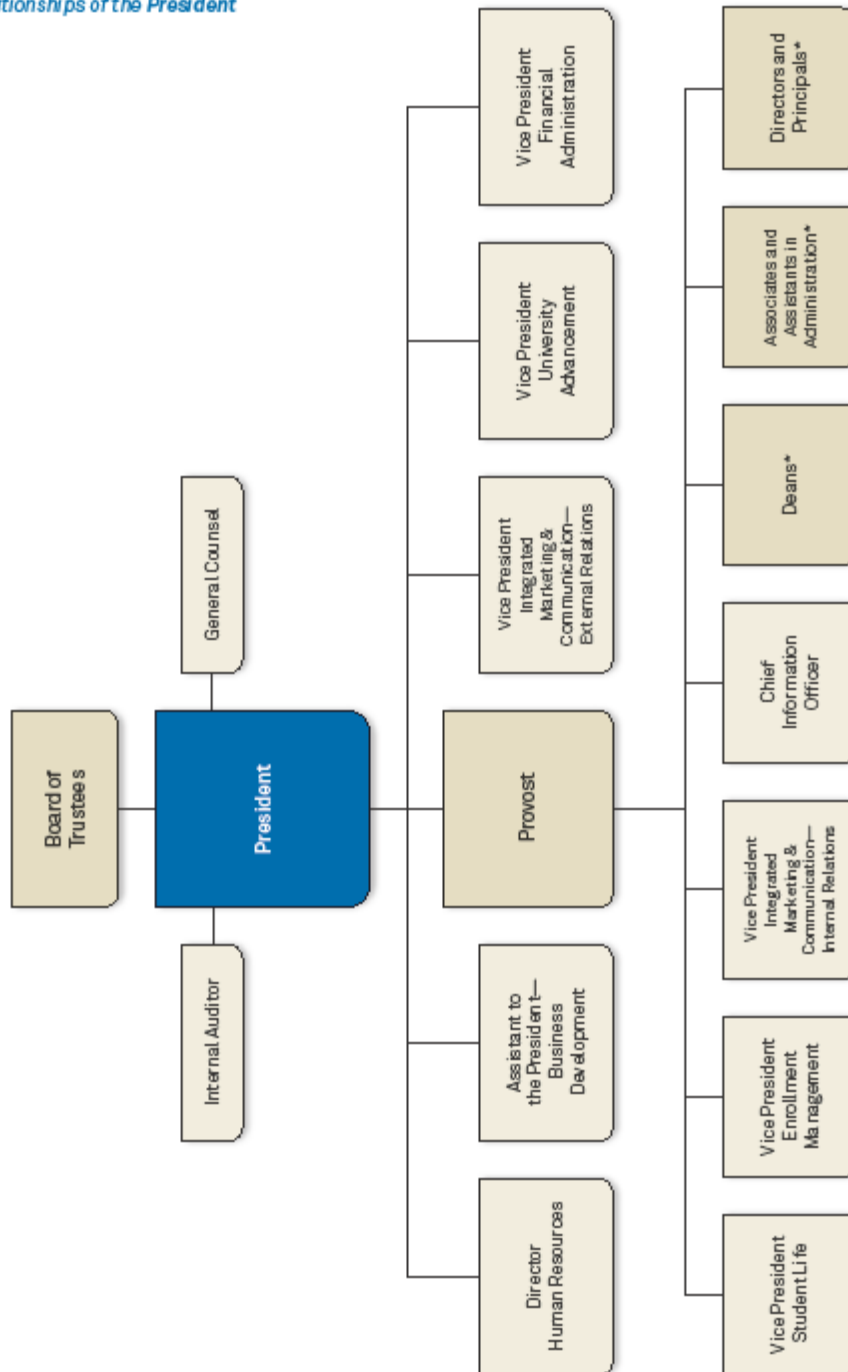 tionships of the President
Board of
Trustees
Internal Auditor
President
General Counsel
Director
Human Resources
Assistant to
the President—
Business
Development
Provost
Vice President
Integrated
Marketing &
Communication—
External Relations
Vice President
University
Advancement
Vice President
Financial
Administration
Vice President
Student Life
Vice President
Enrollment
Management
Vice President
Integrated
Marketing &
Communication—
Internal Relations
Chief
Information
Officer
Deans*
Associates and
Assistants in
Administration*
Directors and
Principals*